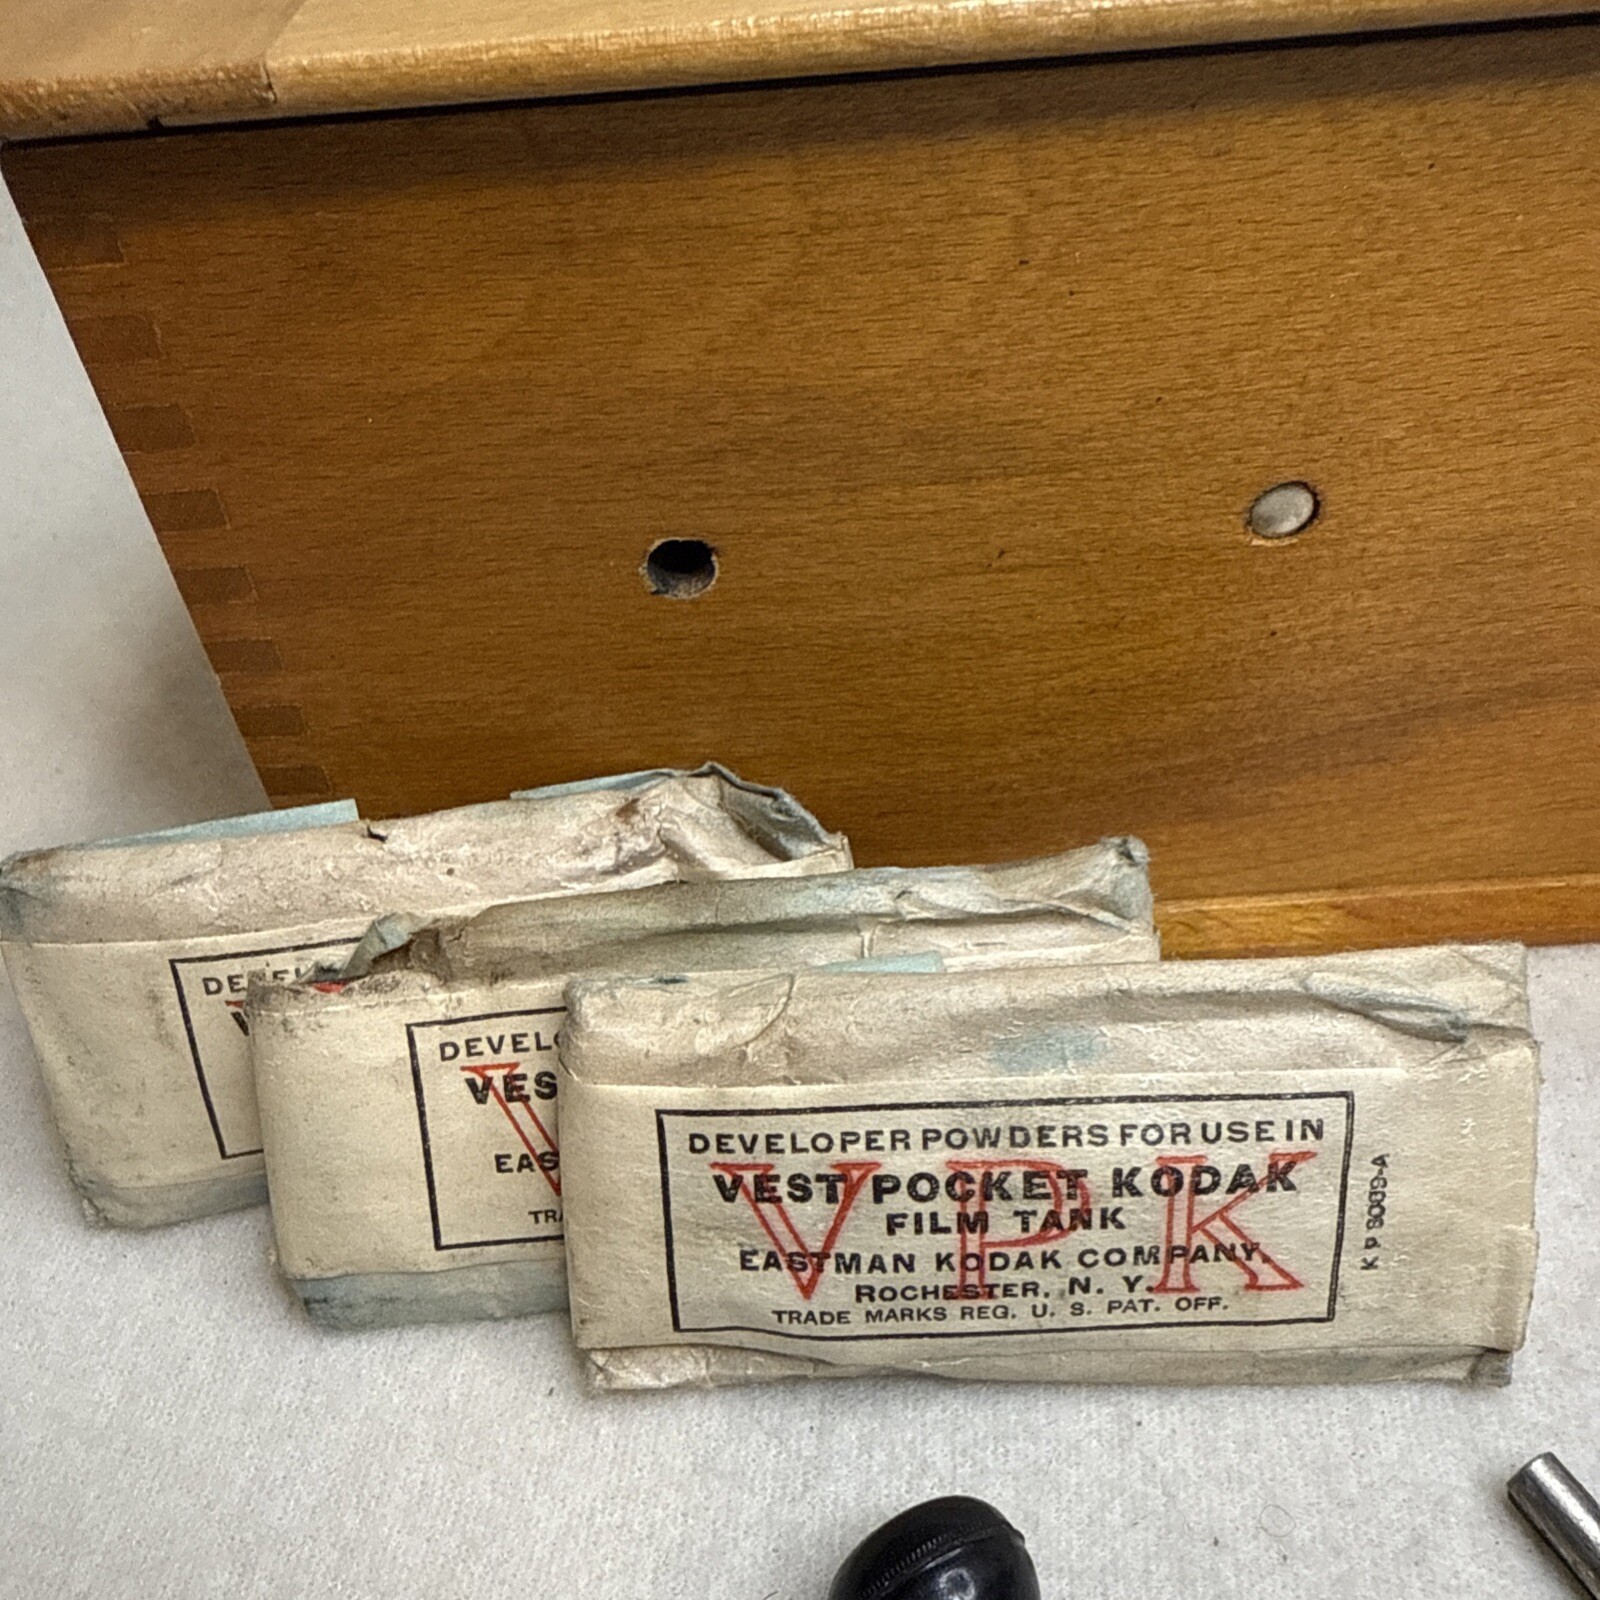 DEVELOPER POWDERS FOR USE IN
VEST POCKET KODAK
FILM TANK
EASTMAN KODAK COMPANY,
ROCHESTER, N. Y.
TRADE MARKS REG. U. S. PAT. OFF.
VPK
DEVELO
VES
V
EAS
TRA
DEVEL
V